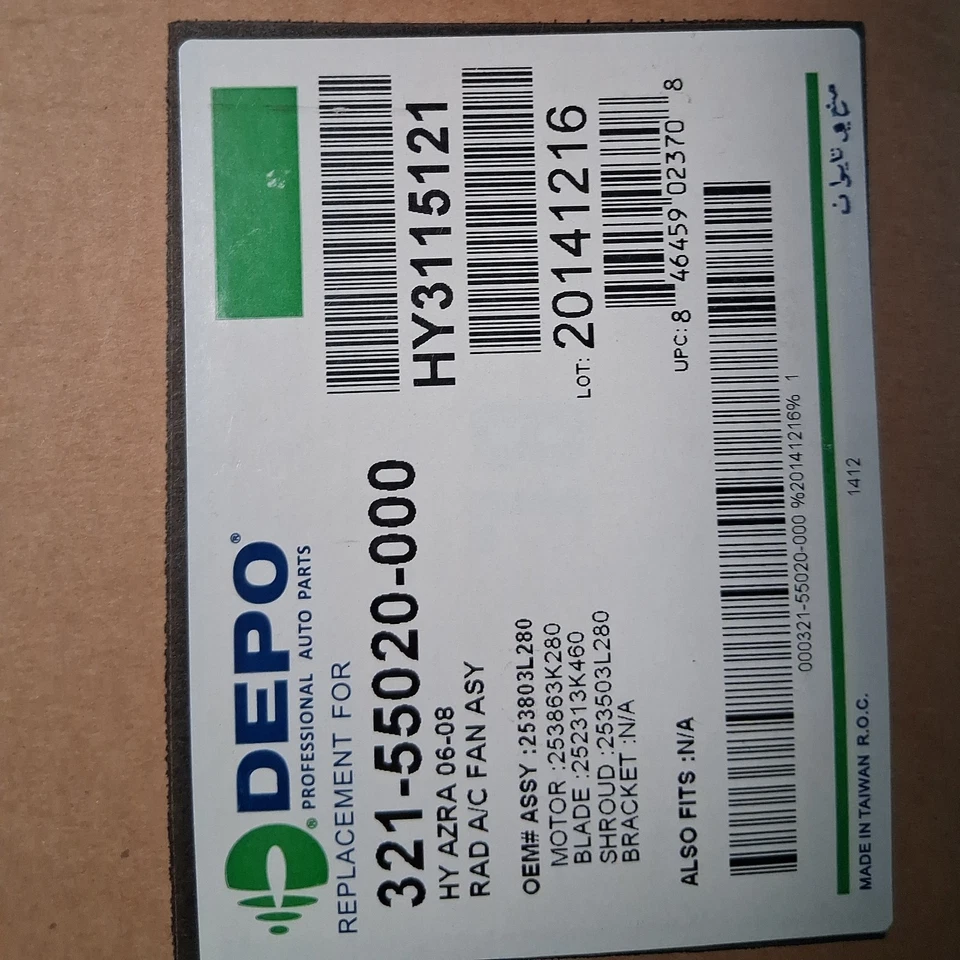 DEPO®
® PROFESSIONAL AUTO PARTS
REPLACEMENT FOR
321-55020-000
HY AZRA 06-08
RAD A/C FAN ASY
HY3115121
LOT: 20141216
OEM# ASSY :253803L280
MOTOR :253863K280
BLADE :252313K460
SHROUD :253503L280
BRACKET :N/A
UPC: 8 46459 02370 8
ALSO FITS :N/A
000321-55020-000 %20141216% 1
MADE IN TAIWAN R.O.C.
1412
صنع في تايوان